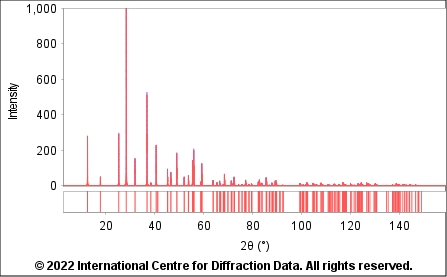 1,000
800
600
400
200
0
Intensity
20 40 60 80 100 120 140
2θ (°)
© 2022 International Centre for Diffraction Data. All rights reserved.